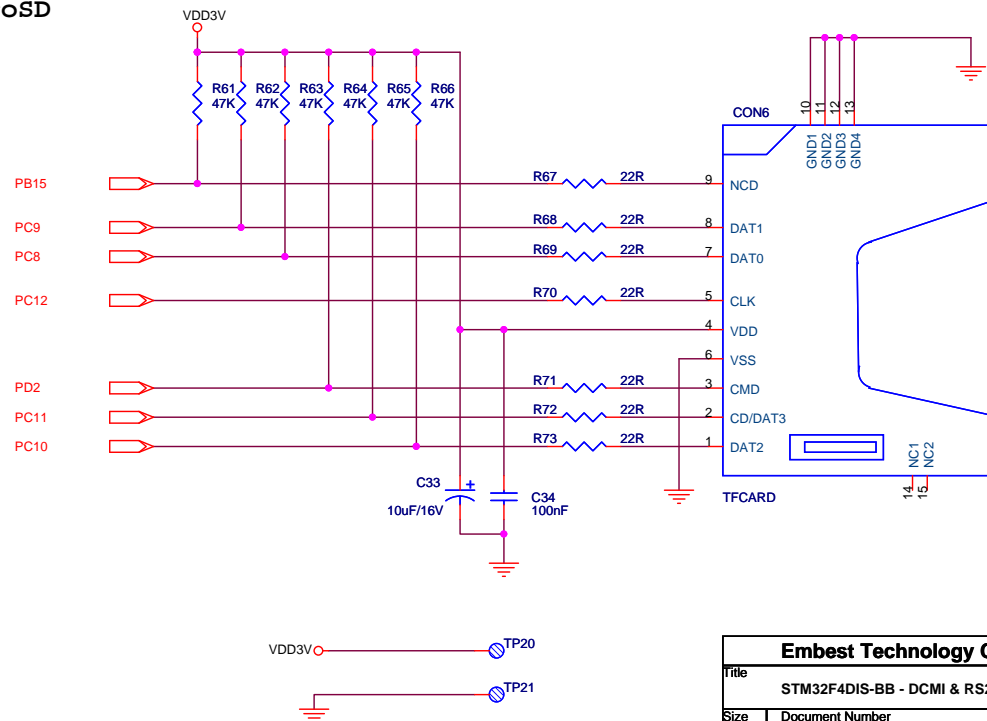 oSD
VDD3V
R61 R62 R63 R64 R65 R66
47K 47K 47K 47K 47K 47K
CON6
10 11 12 13
GND1 GND2 GND3 GND4
PB15 R67 22R 9 NCD
PC9 R68 22R 8 DAT1
PC8 R69 22R 7 DAT0
PC12 R70 22R 5 CLK
4 VDD
6 VSS
PD2 R71 22R 3 CMD
PC11 R72 22R 2 CD/DAT3
PC10 R73 22R 1 DAT2
NC1 NC2
14 15
C33 +
10uF/16V
C34
100nF
TFCARD
VDD3V TP20
TP21
Embest Technology
Title
STM32F4DIS-BB - DCMI & RS2
Size Document Number